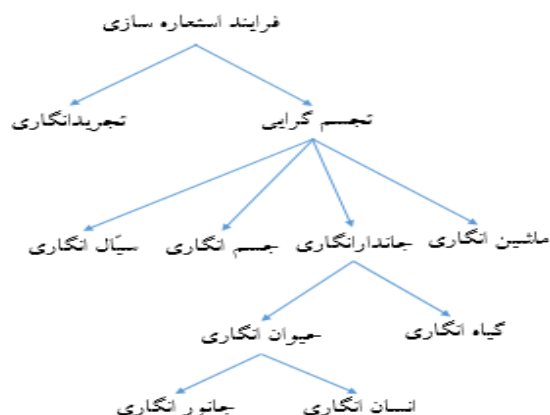 فرایند استعاره سازی
تجسم گرایی
تجریدانگاری
ماشین انگاری
جاندارانگاری
جسم انگاری
سیّال انگاری
گیاه انگاری
حیوان انگاری
انسان انگاری
جانور انگاری